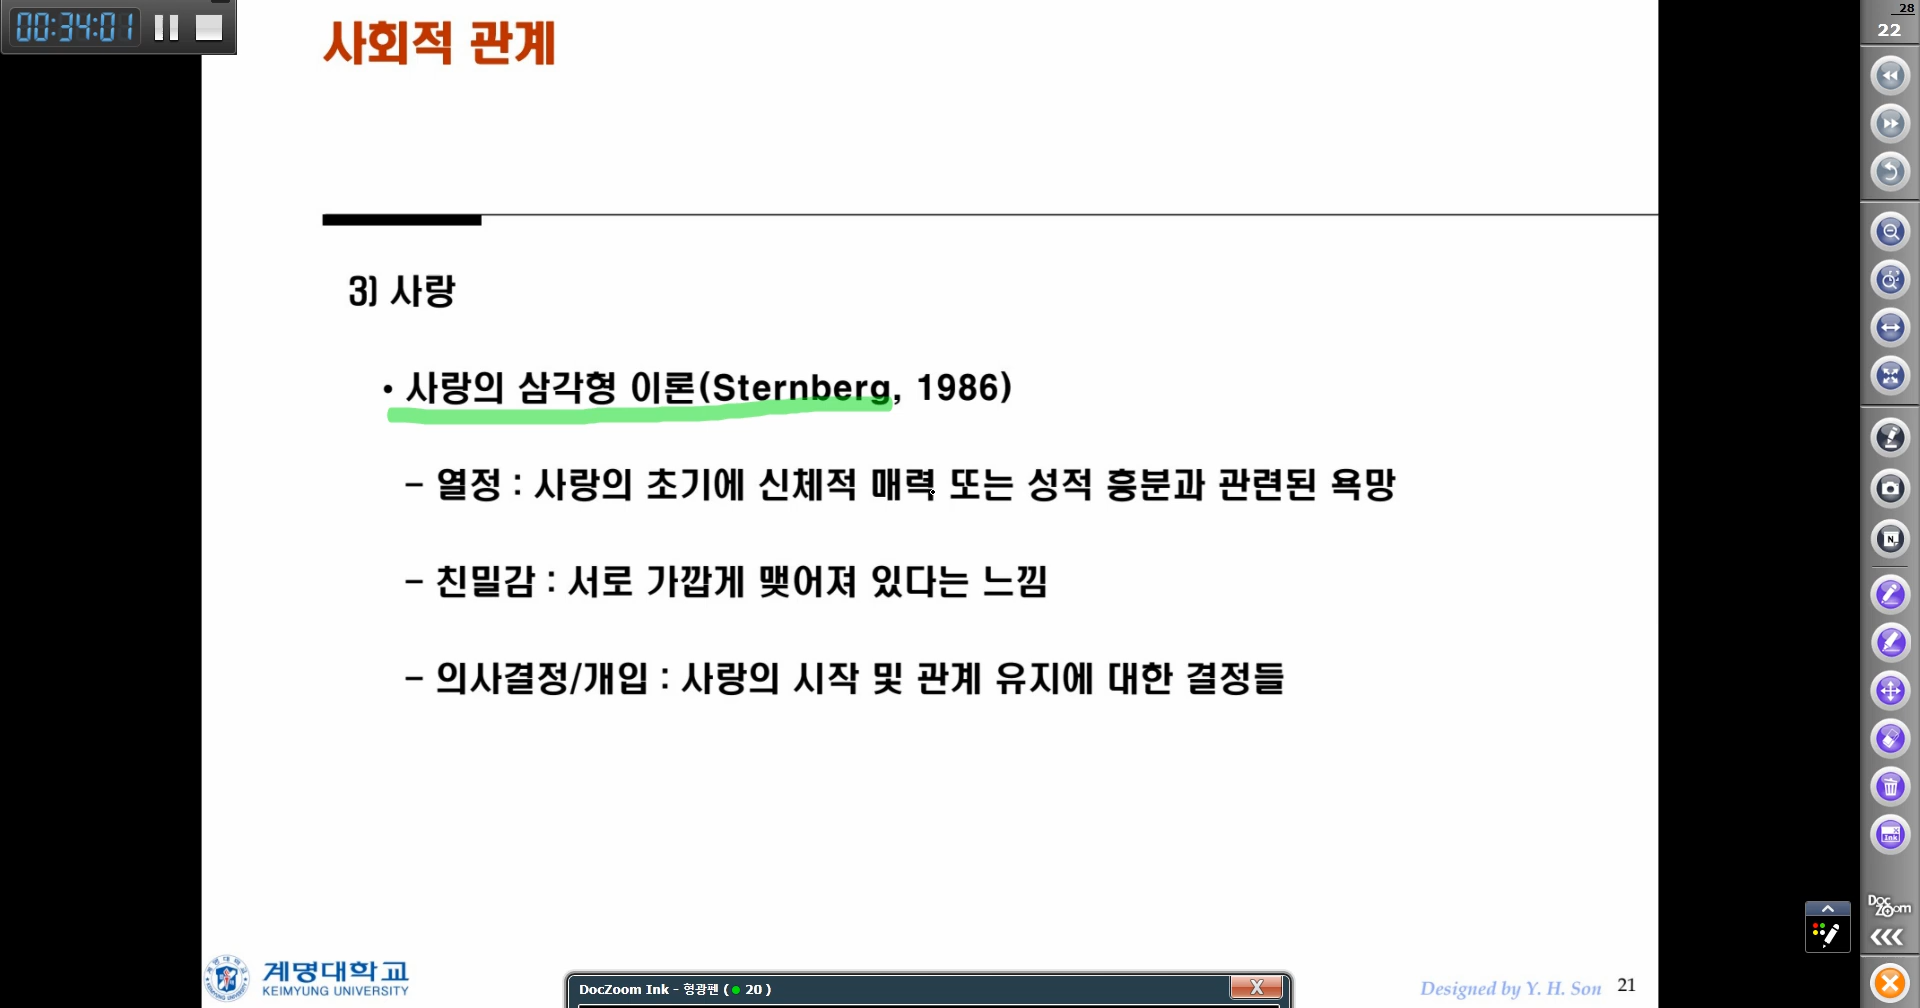 00:34:01
28
22
사회적 관계
3) 사랑
• 사랑의 삼각형 이론(Sternberg, 1986)
– 열정 : 사랑의 초기에 신체적 매력 또는 성적 흥분과 관련된 욕망
– 친밀감 : 서로 가깝게 맺어져 있다는 느낌
– 의사결정/개입 : 사랑의 시작 및 관계 유지에 대한 결정들
계명대학교
KEIMYUNG UNIVERSITY
DocZoom Ink - 형광펜 ( 20 )
X
Designed by Y. H. Son
21
N
Ink
Doc
Zoom